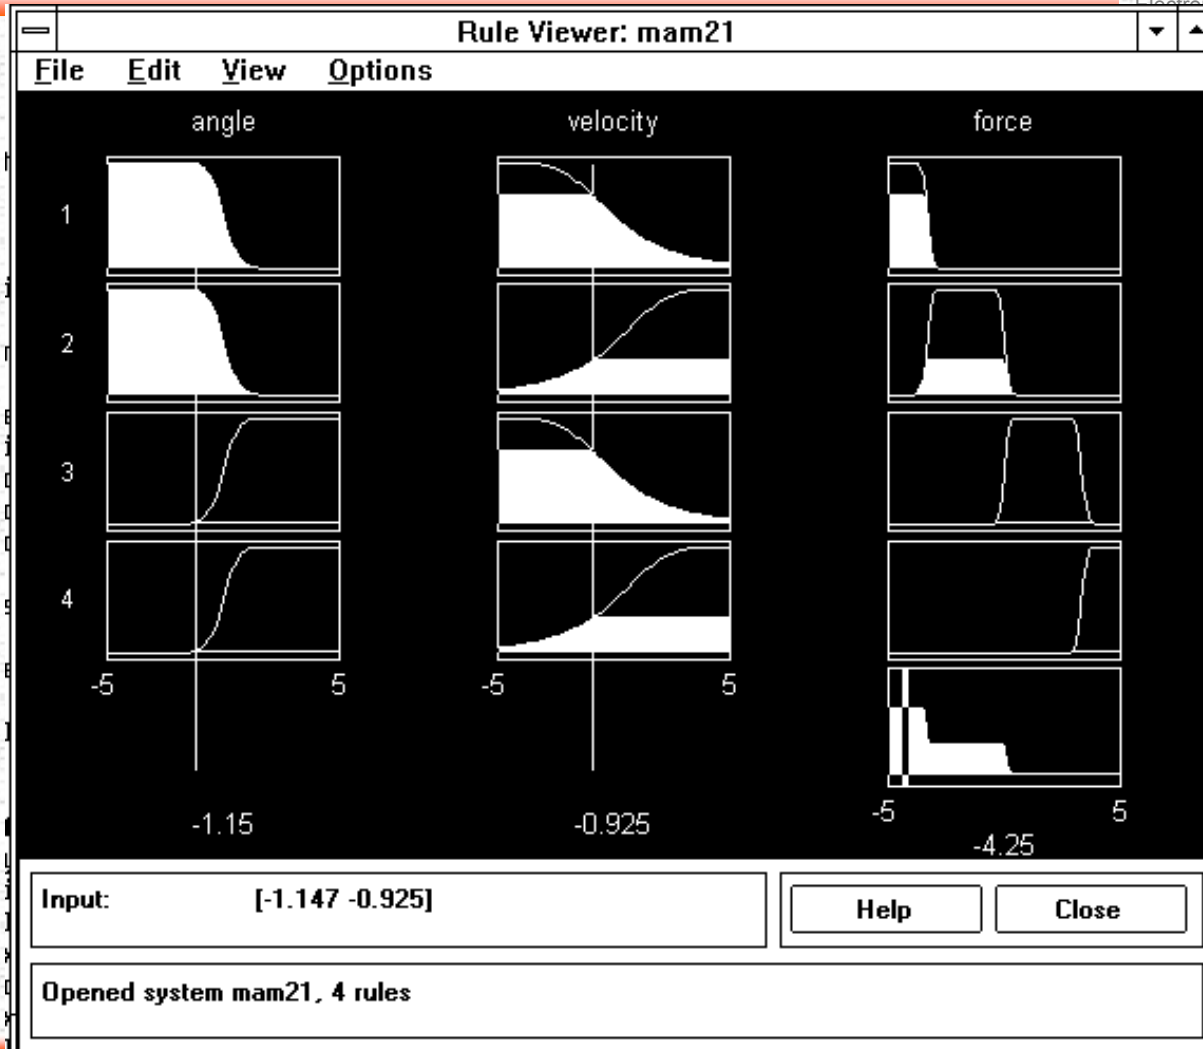 Rule Viewer: mam21
File Edit View Options
angle velocity force
1
2
3
4
-5 5 -5 5
-5 5
-1.15 -0.925 -4.25
Input: [-1.147 -0.925]
Help Close
Opened system mam21, 4 rules